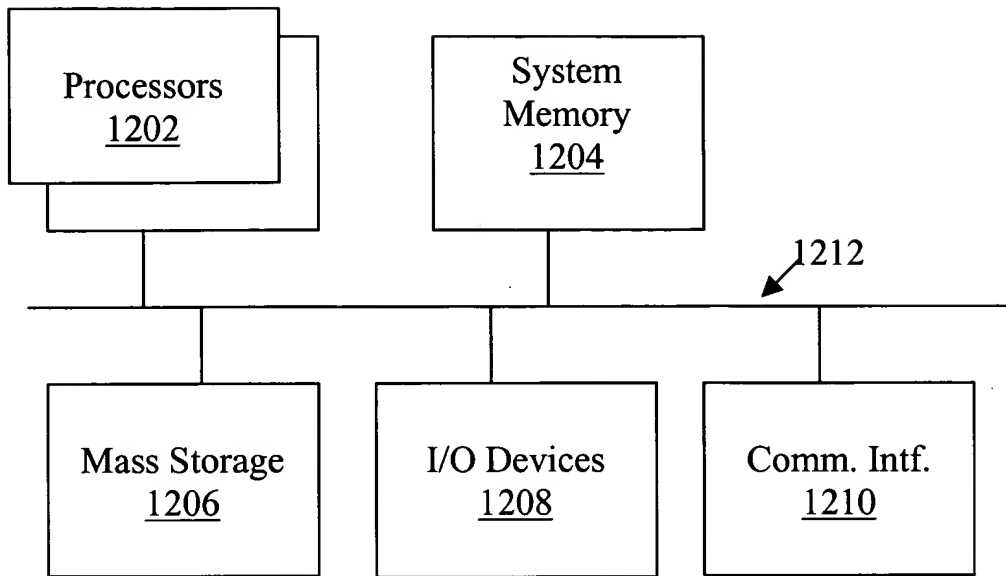 Processors
1202
System
Memory
1204
1212
Mass Storage
1206
I/O Devices
1208
Comm. Intf.
1210